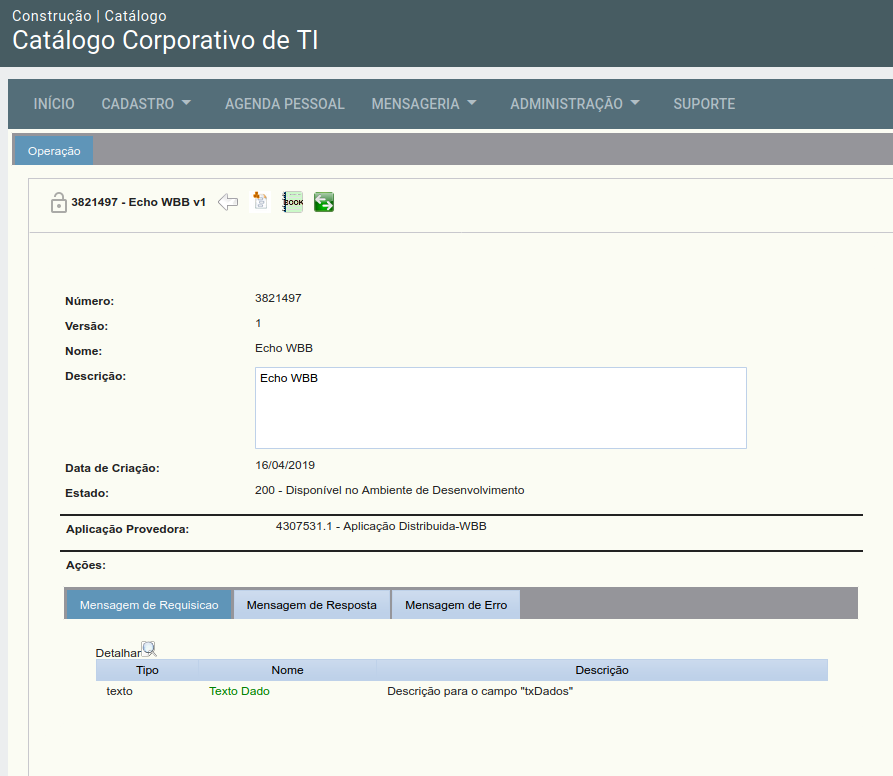 Construção | Catálogo
Catálogo Corporativo de TI
INÍCIO CADASTRO AGENDA PESSOAL MENSAGERIA ADMINISTRAÇÃO SUPORTE
Operação
3821497 - Echo WBB v1 BOOK
Número: 3821497
Versão: 1
Nome: Echo WBB
Descrição: Echo WBB
Data de Criação: 16/04/2019
Estado: 200 - Disponível no Ambiente de Desenvolvimento
Aplicação Provedora: 4307531.1 - Aplicação Distribuida-WBB
Ações:
Mensagem de Requisicao Mensagem de Resposta Mensagem de Erro
Detalhar
Tipo Nome Descrição
texto Texto Dado Descrição para o campo "txDados"